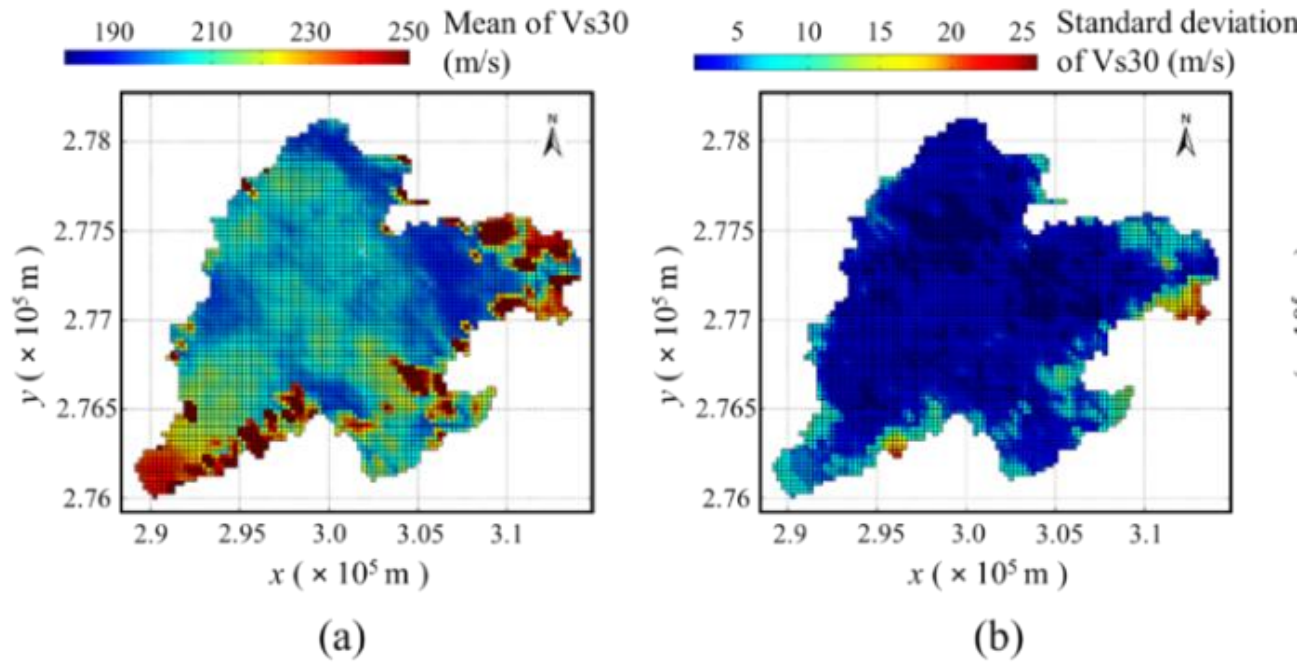 190 210 230 250 Mean of Vs30
(m/s)
5 10 15 20 25 Standard deviation
of Vs30 (m/s)
N
2.78
2.775
2.77
2.765
2.76
y ( × 10⁵ m )
2.9 2.95 3.0 3.05 3.1
x ( × 10⁵ m )
(a)
N
2.78
2.775
2.77
2.765
2.76
y ( × 10⁵ m )
2.9 2.95 3.0 3.05 3.1
x ( × 10⁵ m )
(b)